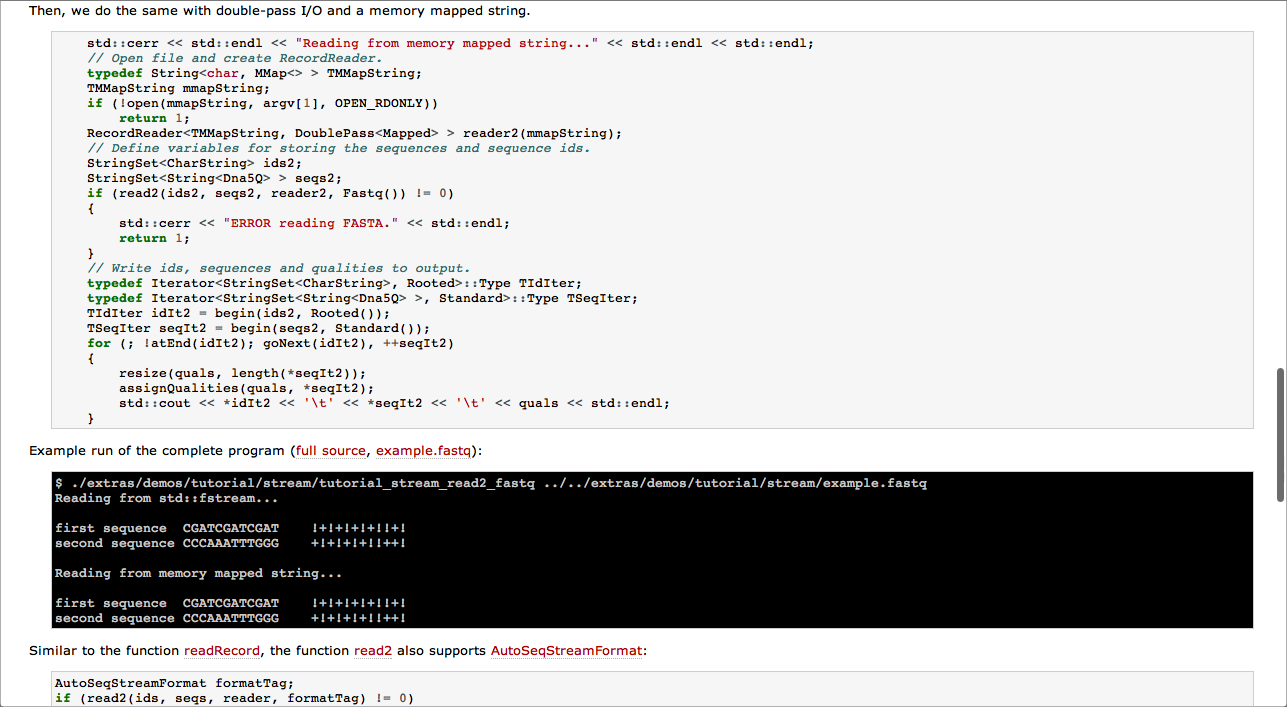 Then, we do the same with double-pass I/O and a memory mapped string.
std::cerr << std::endl << "Reading from memory mapped string..." << std::endl << std::endl;
// Open file and create RecordReader.
typedef String<char, MMap<> > TMMapString;
TMMapString mmapString;
if (!open(mmapString, argv[1], OPEN_RDONLY))
    return 1;
RecordReader<TMMapString, DoublePass<Mapped> > reader2(mmapString);
// Define variables for storing the sequences and sequence ids.
StringSet<CharString> ids2;
StringSet<String<Dna5Q> > seqs2;
if (read2(ids2, seqs2, reader2, Fastq()) != 0)
{
    std::cerr << "ERROR reading FASTA." << std::endl;
    return 1;
}
// Write ids, sequences and qualities to output.
typedef Iterator<StringSet<CharString>, Rooted>::Type TIdIter;
typedef Iterator<StringSet<String<Dna5Q> >, Standard>::Type TSeqIter;
TIdIter idIt2 = begin(ids2, Rooted());
TSeqIter seqIt2 = begin(seqs2, Standard());
for (; !atEnd(idIt2); goNext(idIt2), ++seqIt2)
{
    resize(quals, length(*seqIt2));
    assignQualities(quals, *seqIt2);
    std::cout << *idIt2 << '\t' << *seqIt2 << '\t' << quals << std::endl;
}
Example run of the complete program (full source, example.fastq):
$ ./extras/demos/tutorial/stream/tutorial_stream_read2_fastq ../../extras/demos/tutorial/stream/example.fastq
Reading from std::fstream...
first sequence  CGATCGATCGAT    !+!+!+!+!!+!
second sequence CCCAAATTTGGG    +!+!+!+!!++!
Reading from memory mapped string...
first sequence  CGATCGATCGAT    !+!+!+!+!!+!
second sequence CCCAAATTTGGG    +!+!+!+!!++!
Similar to the function readRecord, the function read2 also supports AutoSeqStreamFormat:
AutoSeqStreamFormat formatTag;
if (read2(ids, seqs, reader, formatTag) != 0)